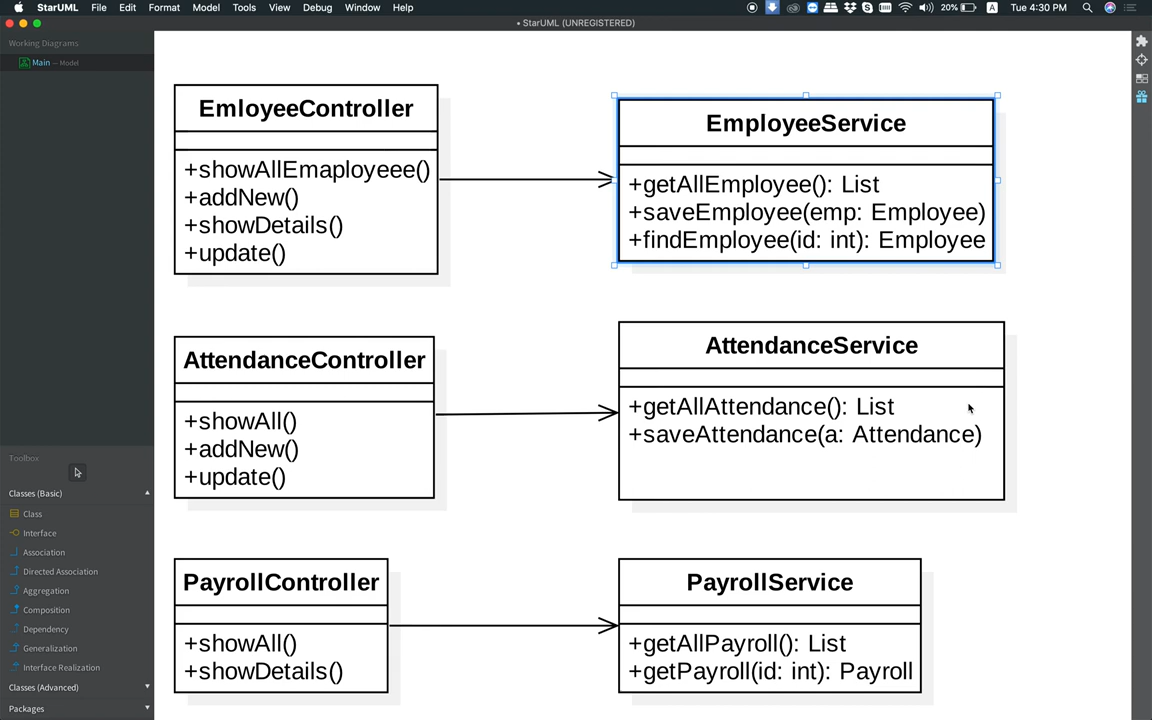 StarUML File Edit Format Model Tools View Debug Window Help 20% A Tue 4:30 PM
• StarUML (UNREGISTERED)
Working Diagrams
Main — Model
EmloyeeController
+showAllEmaployeee()
+addNew()
+showDetails()
+update()
EmployeeService
+getAllEmployee(): List
+saveEmployee(emp: Employee)
+findEmployee(id: int): Employee
AttendanceController
+showAll()
+addNew()
+update()
AttendanceService
+getAllAttendance(): List
+saveAttendance(a: Attendance)
PayrollController
+showAll()
+showDetails()
PayrollService
+getAllPayroll(): List
+getPayroll(id: int): Payroll
Toolbox
Classes (Basic)
Class
Interface
Association
Directed Association
Aggregation
Composition
Dependency
Generalization
Interface Realization
Classes (Advanced)
Packages